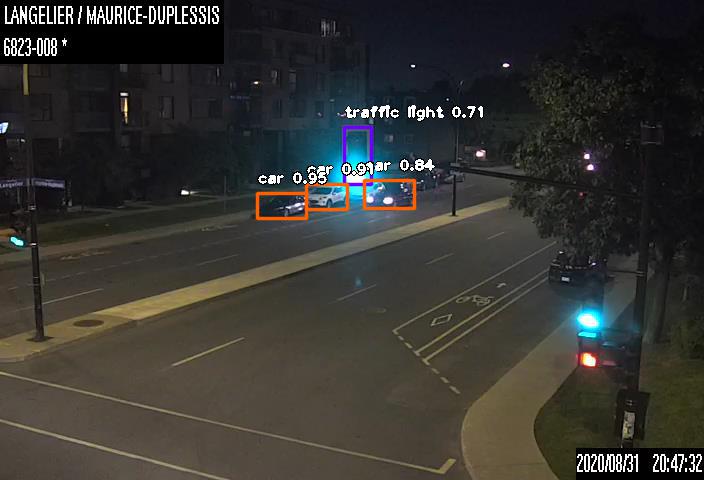 LANGELIER / MAURICE-DUPLESSIS
6823-008 *
traffic light 0.71
car 0.95
car 0.91
car 0.84
Langelier
2020/08/31 20:47:32